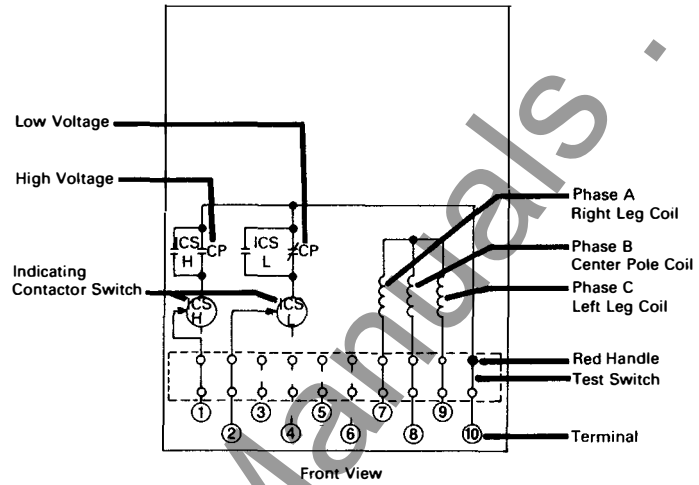 Low Voltage
High Voltage
Indicating
Contactor Switch
ICS
H
CP
ICS
L
CP
ICS
H
ICS
L
Phase A
Right Leg Coil
Phase B
Center Pole Coil
Phase C
Left Leg Coil
Red Handle
Test Switch
Terminal
1
2
3
4
5
6
7
8
9
10
Front View
Manuals.